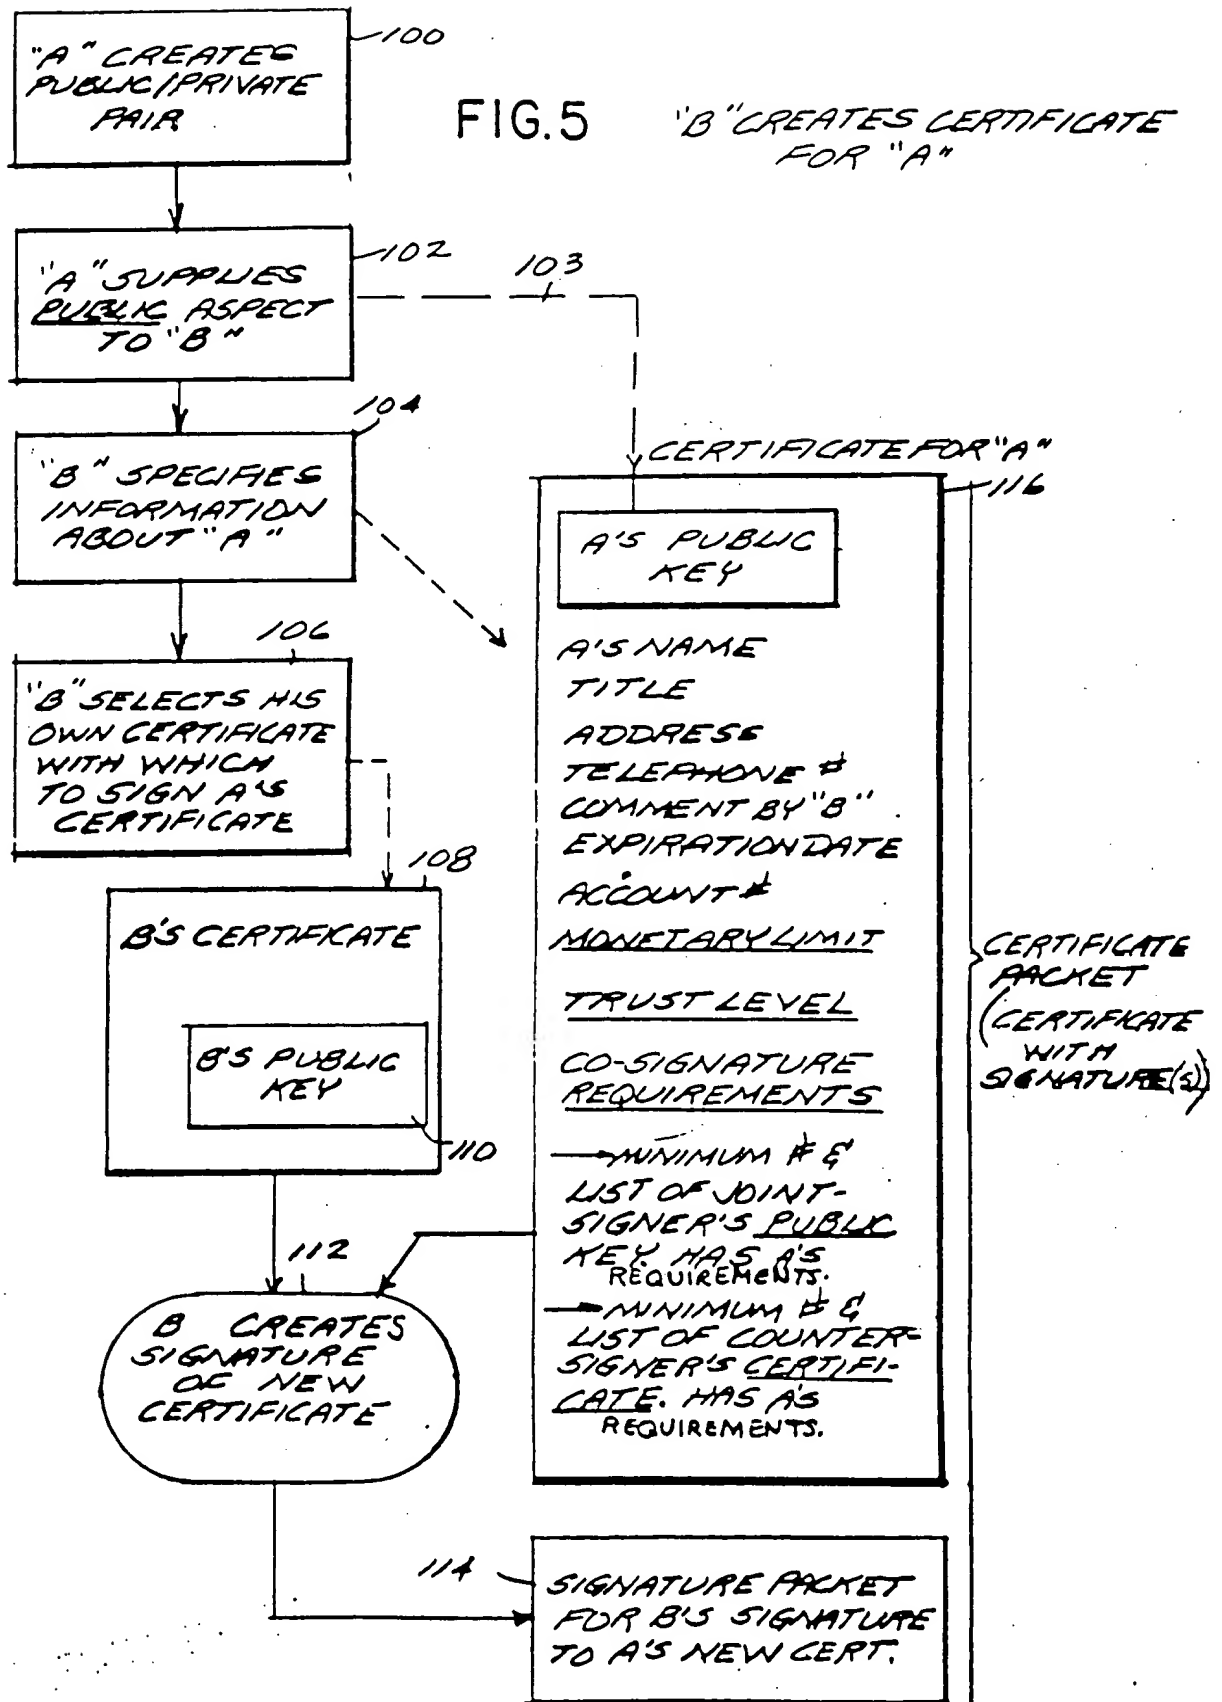 100
"A" CREATES
PUBLIC/PRIVATE
PAIR
FIG.5
"B" CREATES CERTIFICATE
FOR "A"
102
"A" SUPPLIES
PUBLIC ASPECT
TO "B"
103
104
"B" SPECIFIES
INFORMATION
ABOUT "A"
106
"B" SELECTS HIS
OWN CERTIFICATE
WITH WHICH
TO SIGN A'S
CERTIFICATE
108
B'S CERTIFICATE
B'S PUBLIC
KEY
110
112
B CREATES
SIGNATURE
OF NEW
CERTIFICATE
CERTIFICATE FOR "A"
116
A'S PUBLIC
KEY
A'S NAME
TITLE
ADDRESS
TELEPHONE #
COMMENT BY "B"
EXPIRATION DATE
ACCOUNT #
MONETARY LIMIT
TRUST LEVEL
CO-SIGNATURE
REQUIREMENTS
MINIMUM # &
LIST OF JOINT-
SIGNER'S PUBLIC
KEY. HAS A'S
REQUIREMENTS.
MINIMUM # &
LIST OF COUNTER-
SIGNER'S CERTIFI-
CATE. HAS A'S
REQUIREMENTS.
CERTIFICATE
PACKET
(CERTIFICATE
WITH
SIGNATURE(S))
114
SIGNATURE PACKET
FOR B'S SIGNATURE
TO A'S NEW CERT.